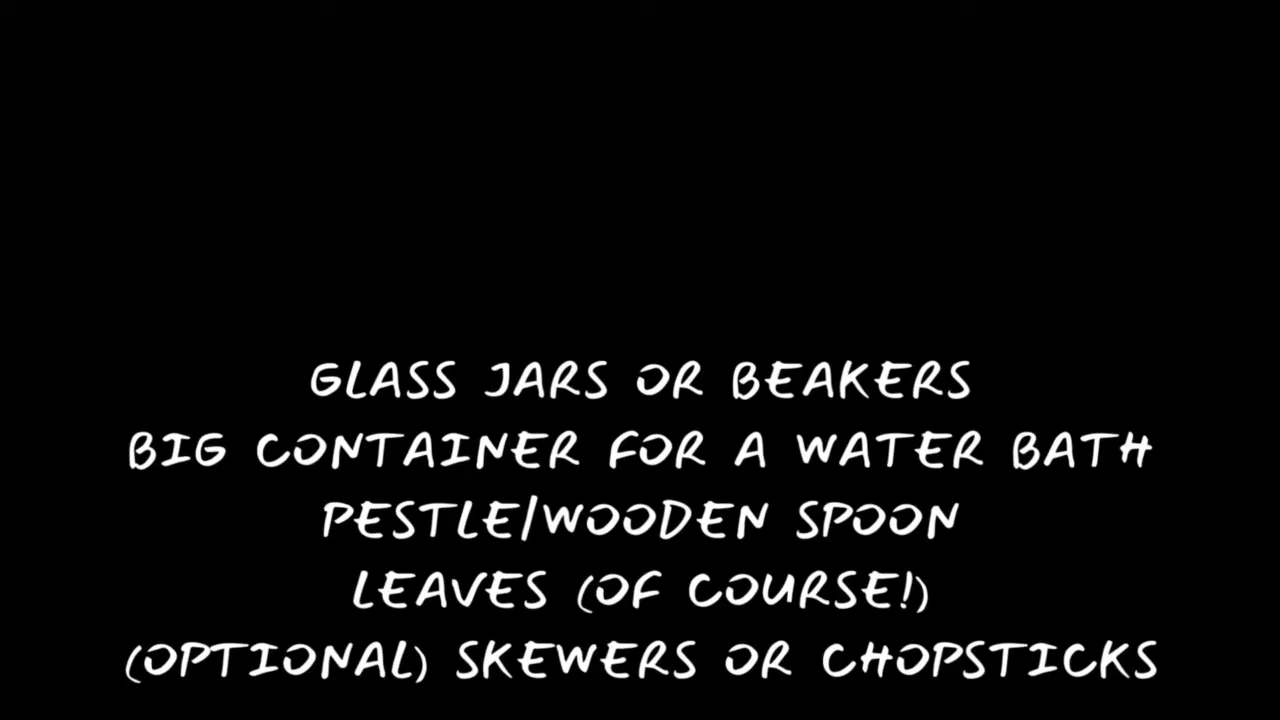 GLASS JARS OR BEAKERS
BIG CONTAINER FOR A WATER BATH
PESTLE/WOODEN SPOON
LEAVES (OF COURSE!)
(OPTIONAL) SKEWERS OR CHOPSTICKS